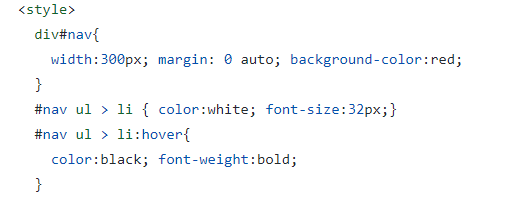 <style>
div#nav{
width:300px; margin: 0 auto; background-color:red;
}
#nav ul > li { color:white; font-size:32px;}
#nav ul > li:hover{
color:black; font-weight:bold;
}